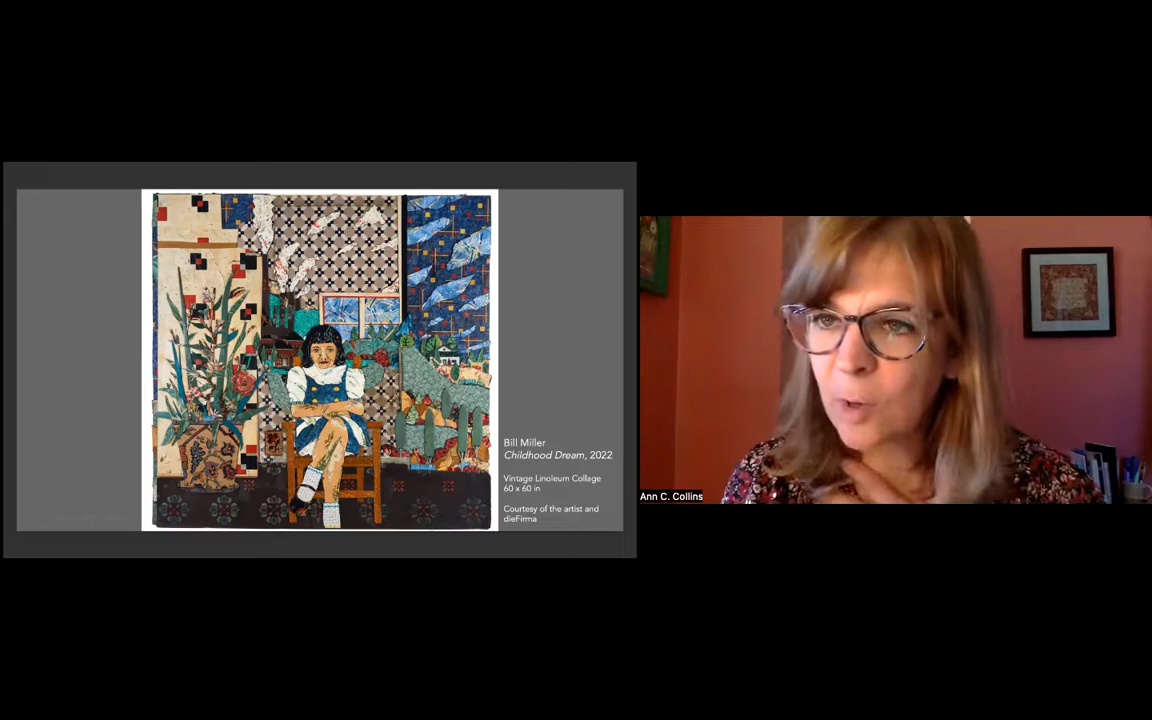 Bill Miller
Childhood Dream, 2022
Vintage Linoleum Collage
60 x 60 in
Courtesy of the artist and
dieFirma
Ann C. Collins